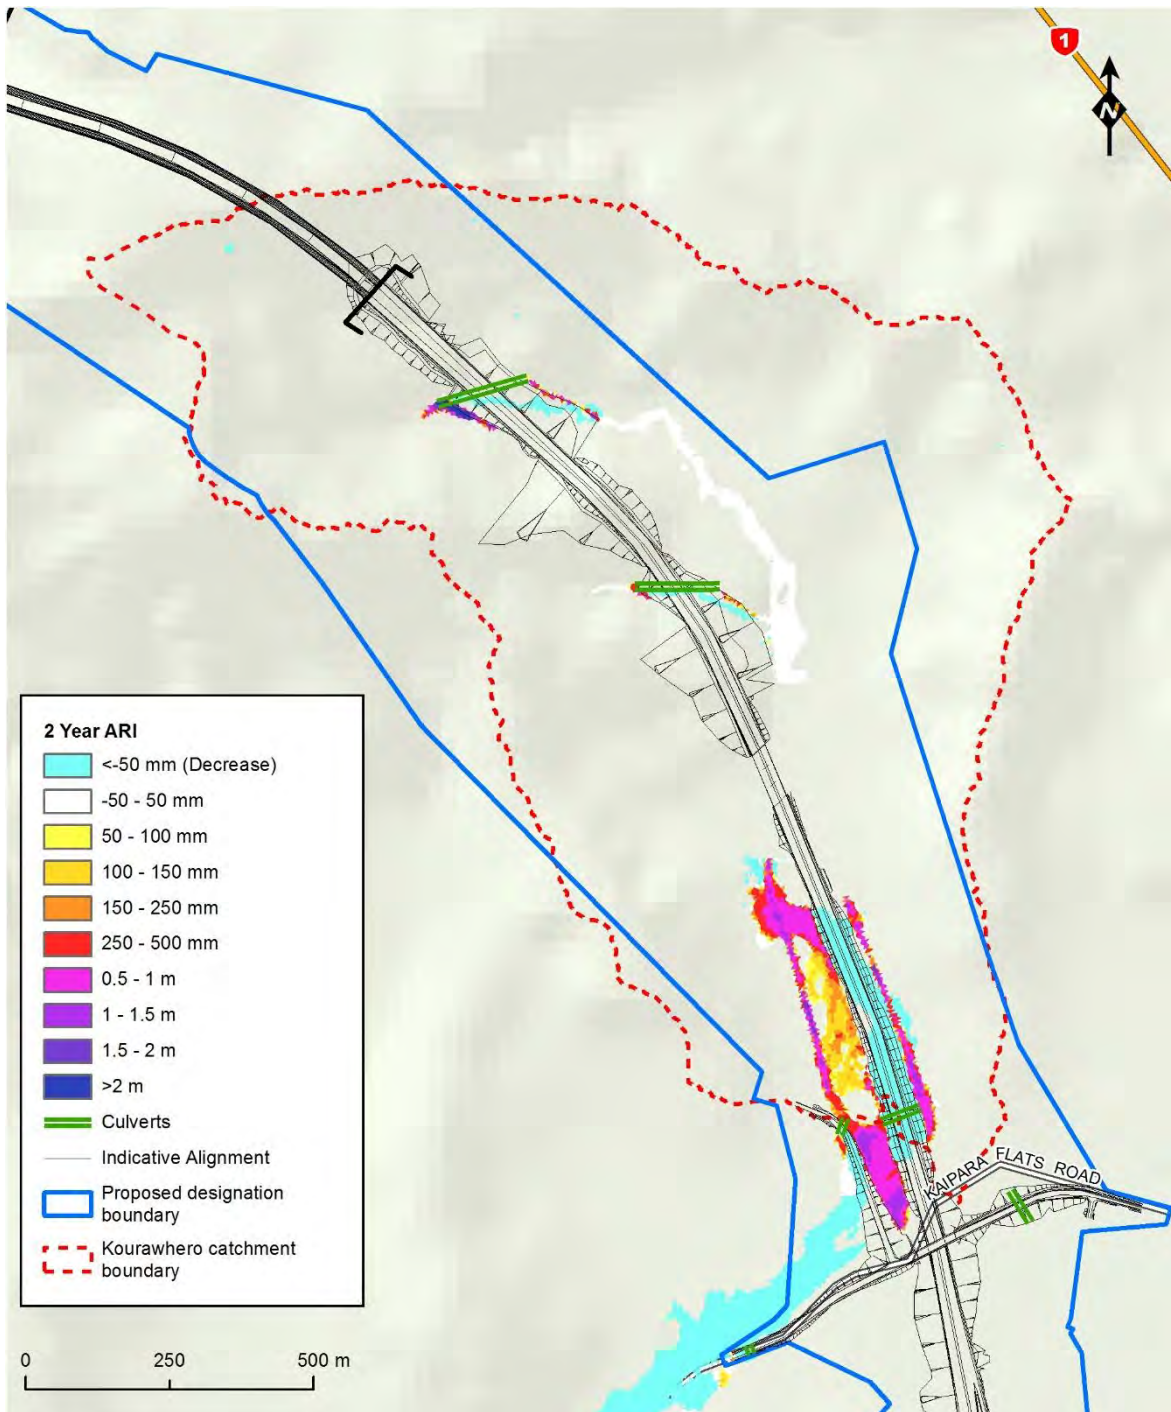 1
N
KAIPARA FLATS ROAD
2 Year ARI
<-50 mm (Decrease)
-50 - 50 mm
50 - 100 mm
100 - 150 mm
150 - 250 mm
250 - 500 mm
0.5 - 1 m
1 - 1.5 m
1.5 - 2 m
>2 m
Culverts
Indicative Alignment
Proposed designation
boundary
Kourawhero catchment
boundary
0 250 500 m